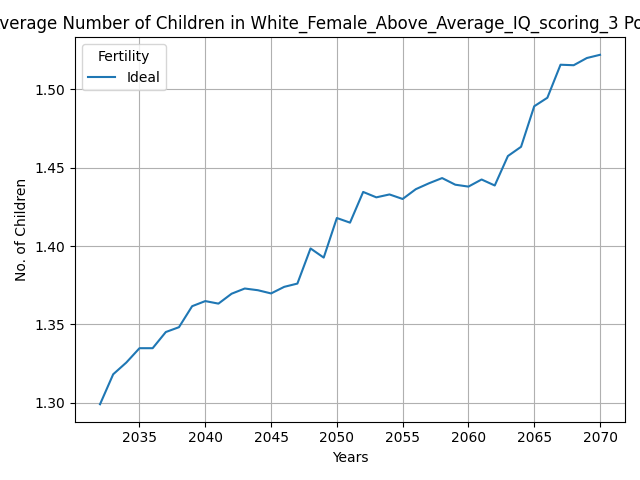 verage Number of Children in White_Female_Above_Average_IQ_scoring_3 Po
Fertility
Ideal
No. of Children
1.50
1.45
1.40
1.35
1.30
2035 2040 2045 2050 2055 2060 2065 2070
Years